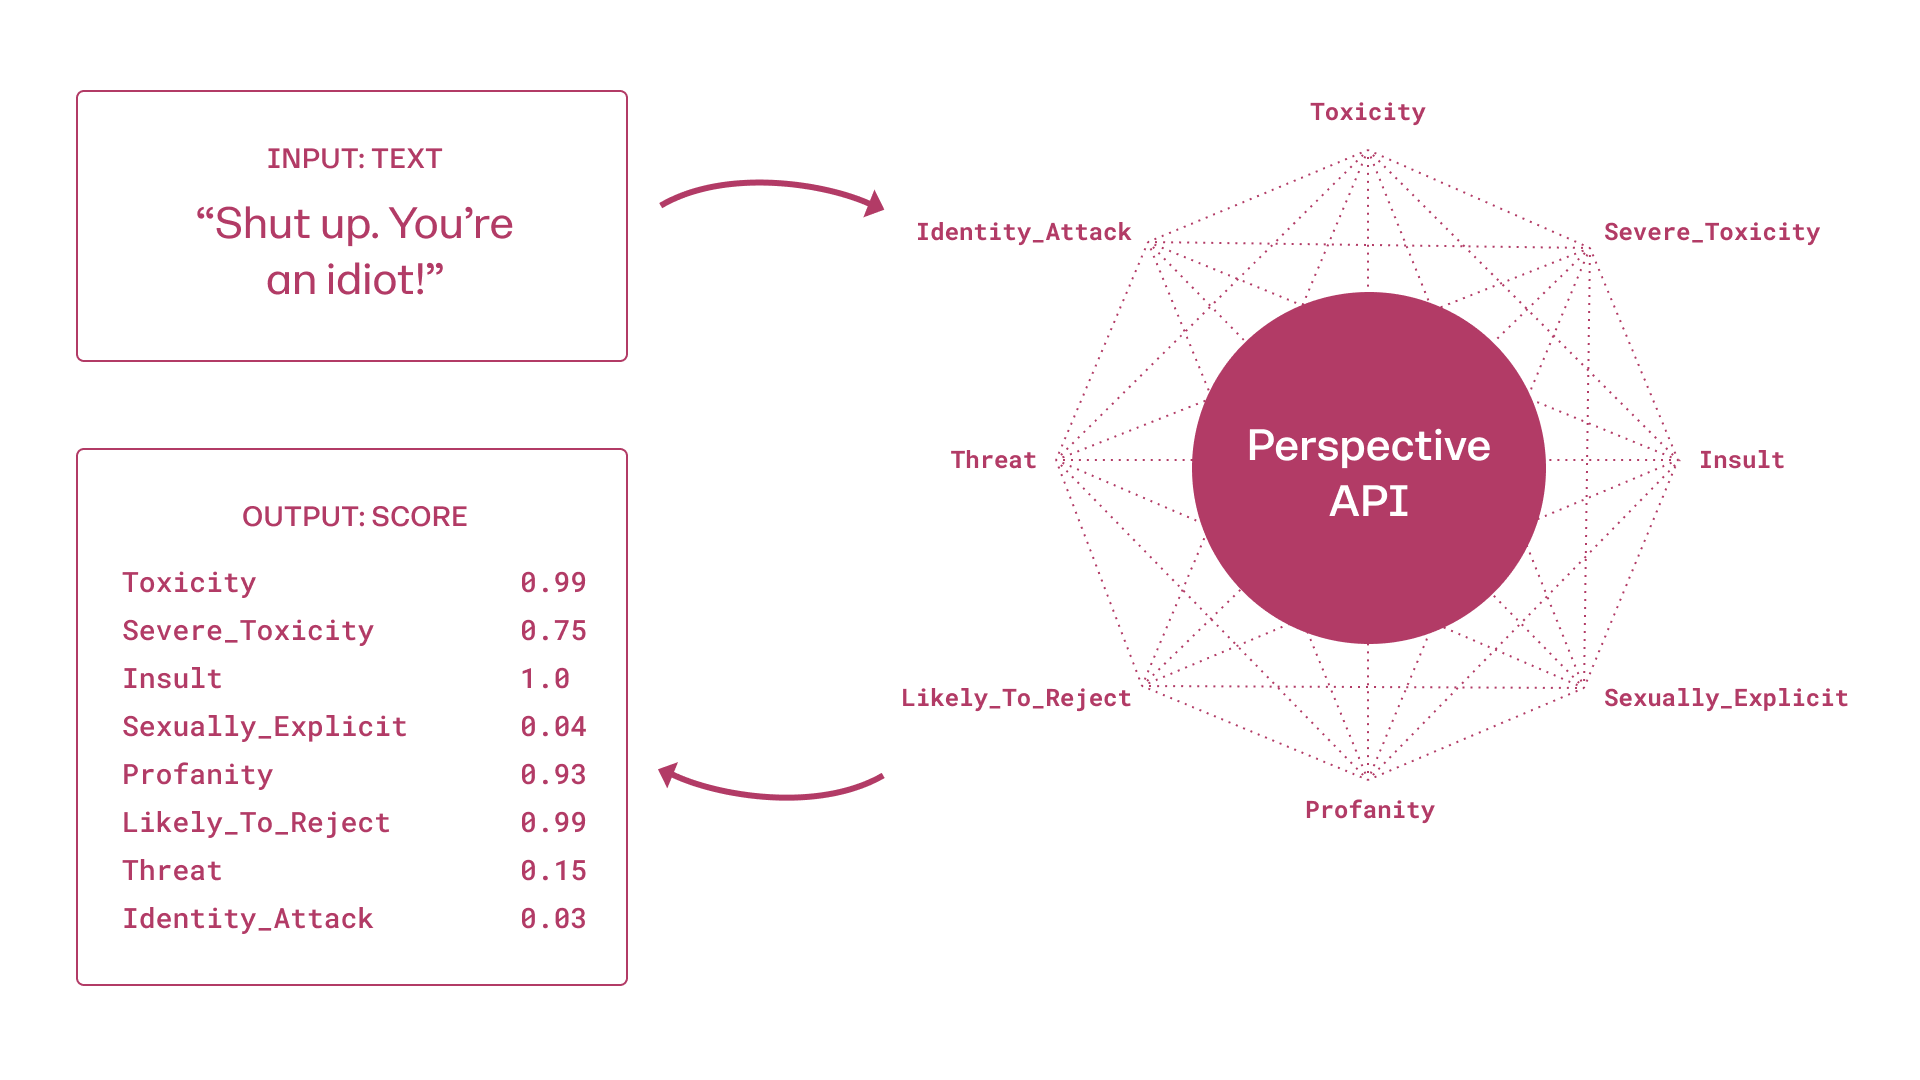 INPUT: TEXT
“Shut up. You’re
an idiot!”
OUTPUT: SCORE
Toxicity 0.99
Severe_Toxicity 0.75
Insult 1.0
Sexually_Explicit 0.04
Profanity 0.93
Likely_To_Reject 0.99
Threat 0.15
Identity_Attack 0.03
Toxicity
Identity_Attack
Severe_Toxicity
Threat
Perspective
API
Insult
Likely_To_Reject
Sexually_Explicit
Profanity